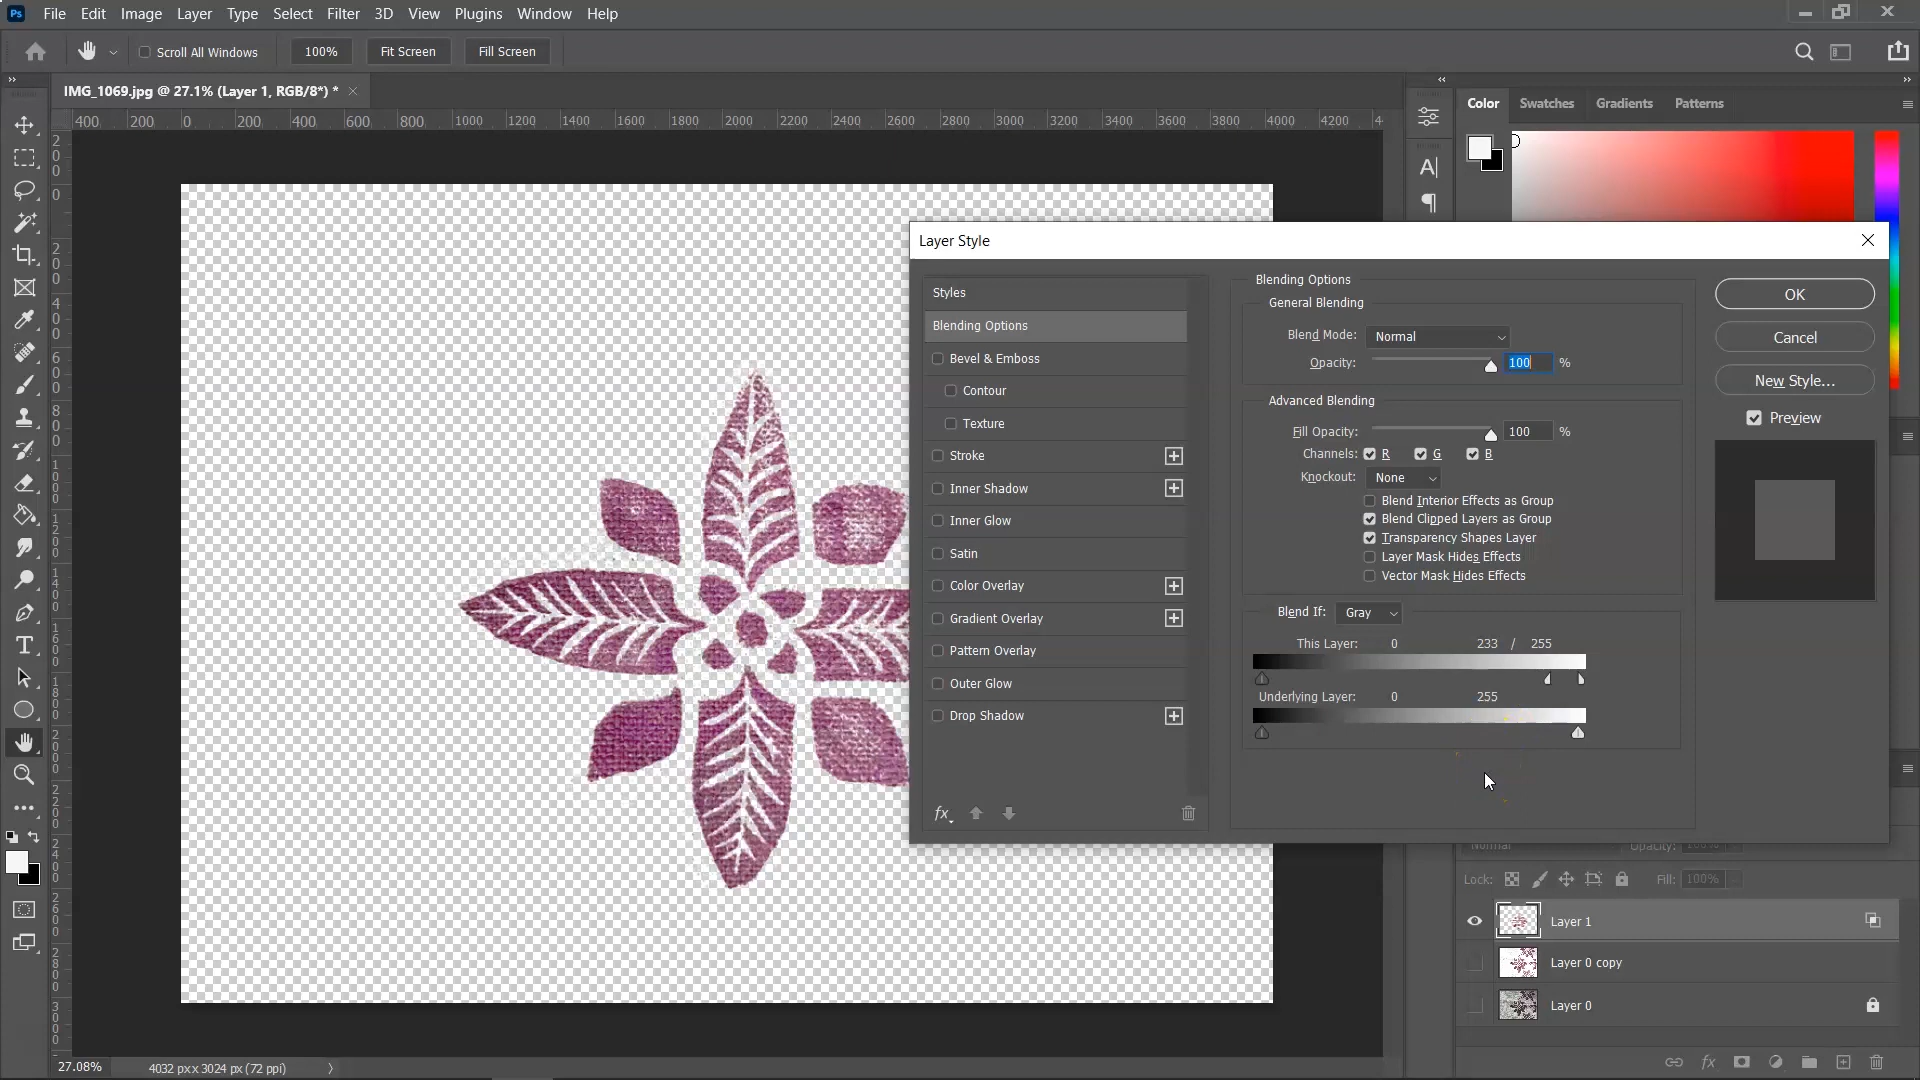 Ps File Edit Image Layer Type Select Filter 3D View Plugins Window Help
Scroll All Windows 100% Fit Screen Fill Screen
IMG_1069.jpg @ 27.1% (Layer 1, RGB/8*) *
Color Swatches Gradients Patterns
400 200 0 200 400 600 800 1000 1200 1400 1600 1800 2000 2200 2400 2600 2800 3000 3200 3400 3600 3800 4000 4200 4
Layer Style
Styles
Blending Options
Bevel & Emboss
Contour
Texture
Stroke
Inner Shadow
Inner Glow
Satin
Color Overlay
Gradient Overlay
Pattern Overlay
Outer Glow
Drop Shadow
fx
Blending Options
General Blending
Blend Mode: Normal
Opacity: 100 %
Advanced Blending
Fill Opacity: 100 %
Channels: R G B
Knockout: None
Blend Interior Effects as Group
Blend Clipped Layers as Group
Transparency Shapes Layer
Layer Mask Hides Effects
Vector Mask Hides Effects
Blend If: Gray
This Layer: 0 233 / 255
Underlying Layer: 0 255
OK
Cancel
New Style...
Preview
Normal Opacity: 100%
Lock: Fill: 100%
Layer 1
Layer 0 copy
Layer 0
fx
27.08% 4032 px x 3024 px (72 ppi)